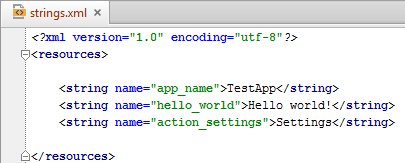 strings.xml
<?xml version="1.0" encoding="utf-8"?>
<resources>
<string name="app_name">TestApp</string>
<string name="hello_world">Hello world!</string>
<string name="action_settings">Settings</string>
</resources>